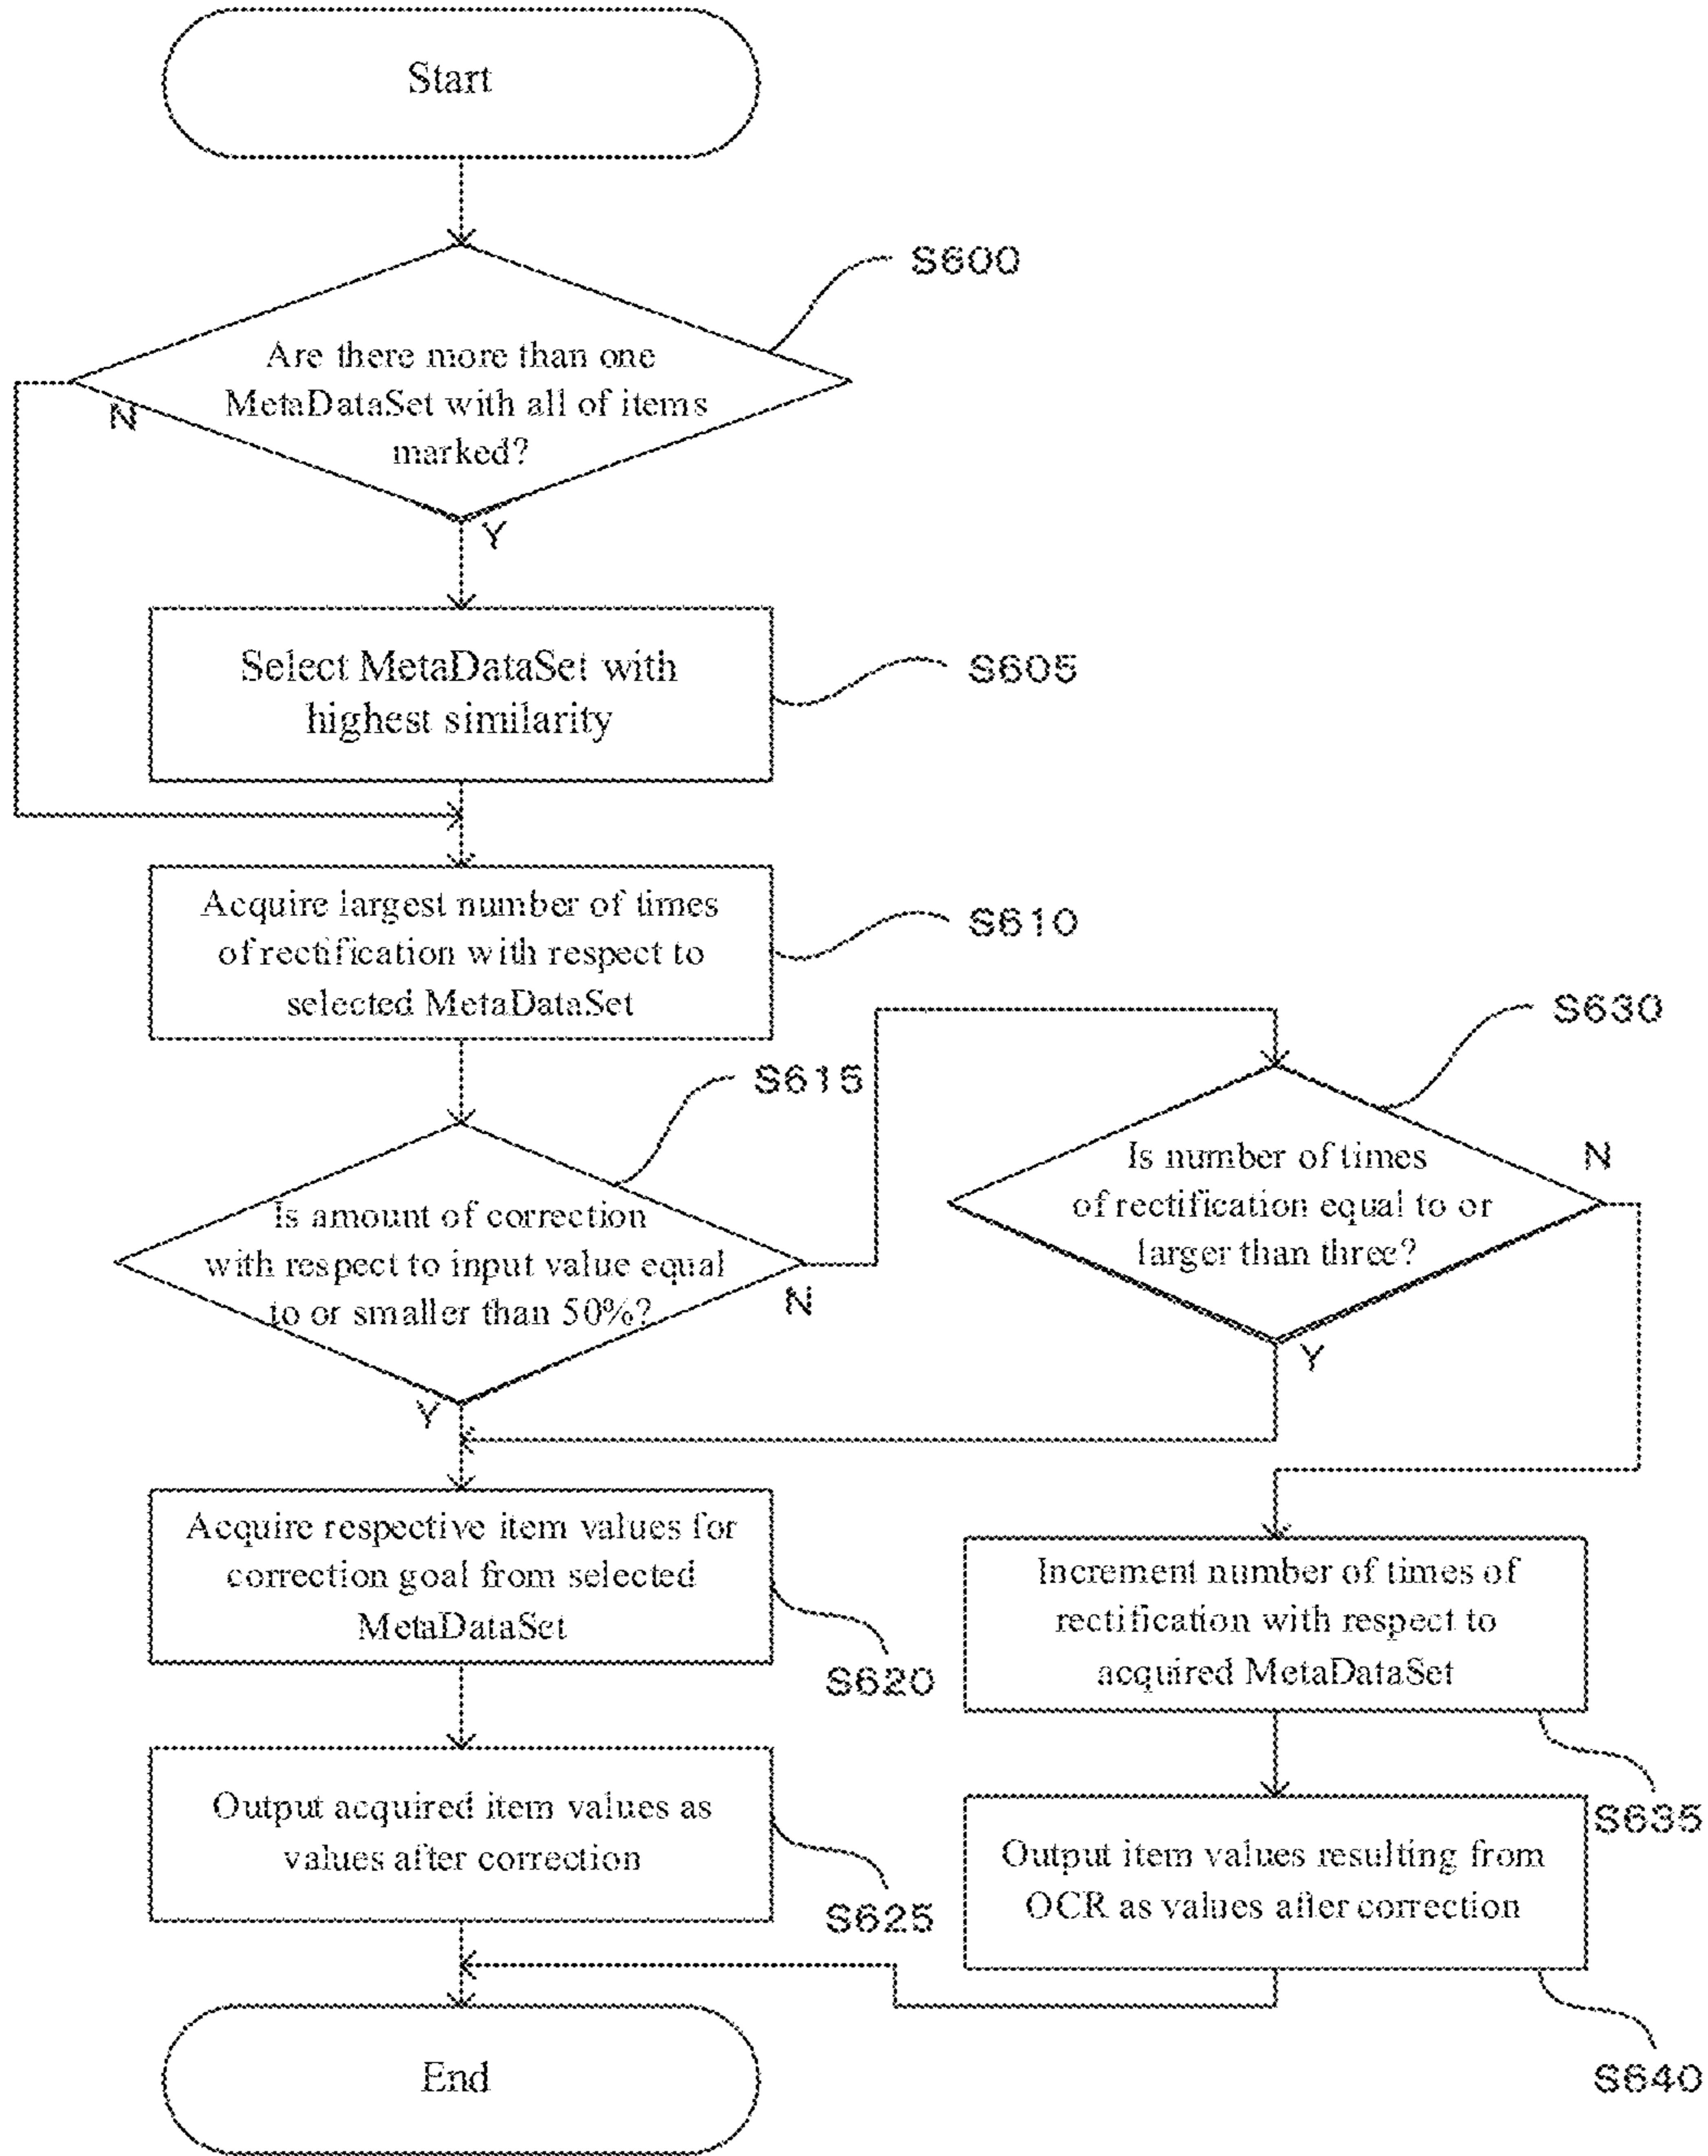 Start
S600
Are there more than one
MetaDataSet with all of items
marked?
N
Y
Select MetaDataSet with
highest similarity
S605
Acquire largest number of times
of rectification with respect to
selected MetaDataSet
S610
S615
Is amount of correction
with respect to input value equal
to or smaller than 50%?
N
Y
S630
Is number of times
of rectification equal to or
larger than three?
N
Y
Acquire respective item values for
correction goal from selected
MetaDataSet
S620
Output acquired item values as
values after correction
S625
Increment number of times of
rectification with respect to
acquired MetaDataSet
S635
Output item values resulting from
OCR as values after correction
S640
End